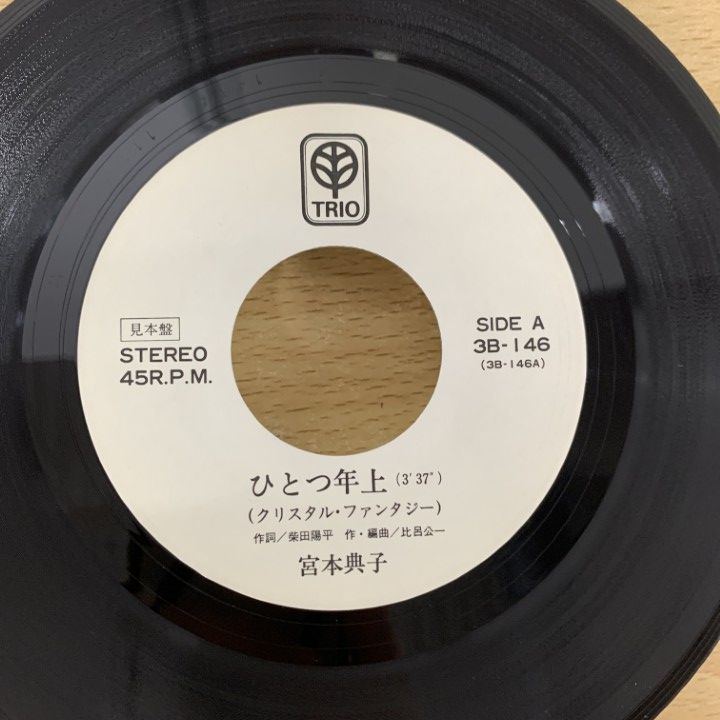 TRIO
見本盤
STEREO
45R.P.M.
SIDE A
3B-146
(3B-146A)
ひとつ年上 (3'37")
(クリスタル・ファンタジー)
作詞/柴田陽平 作・編曲/比呂公一
宮本典子